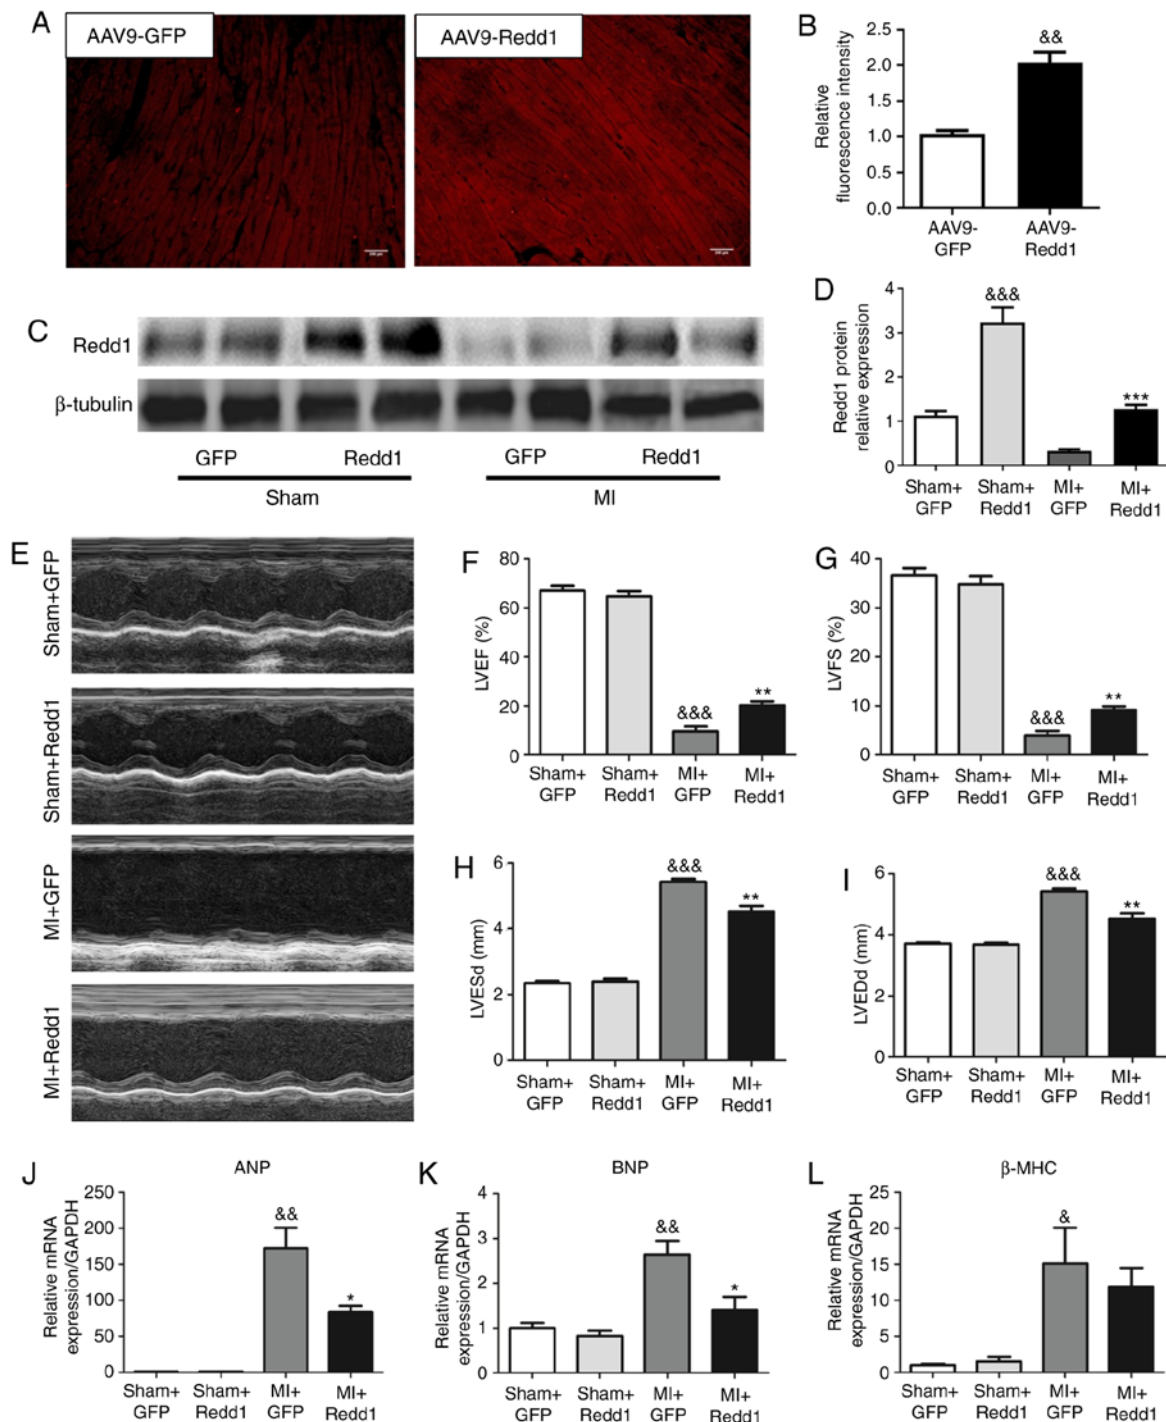 A
AAV9-GFP
AAV9-Redd1
B
&&
Relative
fluorescence intensity
2.5
2.0
1.5
1.0
0.5
0.0
AAV9-
GFP
AAV9-
Redd1
C
Redd1
β-tubulin
GFP
Redd1
GFP
Redd1
Sham
MI
D
&&&
***
Redd1 protein
relative expression
4
3
2
1
0
Sham+
GFP
Sham+
Redd1
MI+
GFP
MI+
Redd1
E
Sham+GFP
Sham+Redd1
MI+GFP
MI+Redd1
F
LVEF (%)
80
60
40
20
0
&&&
**
Sham+
GFP
Sham+
Redd1
MI+
GFP
MI+
Redd1
G
LVFS (%)
40
30
20
10
0
&&&
**
Sham+
GFP
Sham+
Redd1
MI+
GFP
MI+
Redd1
H
LVESd (mm)
6
4
2
0
&&&
**
Sham+
GFP
Sham+
Redd1
MI+
GFP
MI+
Redd1
I
LVEDd (mm)
6
4
2
0
&&&
**
Sham+
GFP
Sham+
Redd1
MI+
GFP
MI+
Redd1
J
ANP
Relative mRNA
expression/GAPDH
250
200
150
100
50
0
&&
*
Sham+
GFP
Sham+
Redd1
MI+
GFP
MI+
Redd1
K
BNP
Relative mRNA
expression/GAPDH
4
3
2
1
0
&&
*
Sham+
GFP
Sham+
Redd1
MI+
GFP
MI+
Redd1
L
β-MHC
Relative mRNA
expression/GAPDH
25
20
15
10
5
0
&
Sham+
GFP
Sham+
Redd1
MI+
GFP
MI+
Redd1